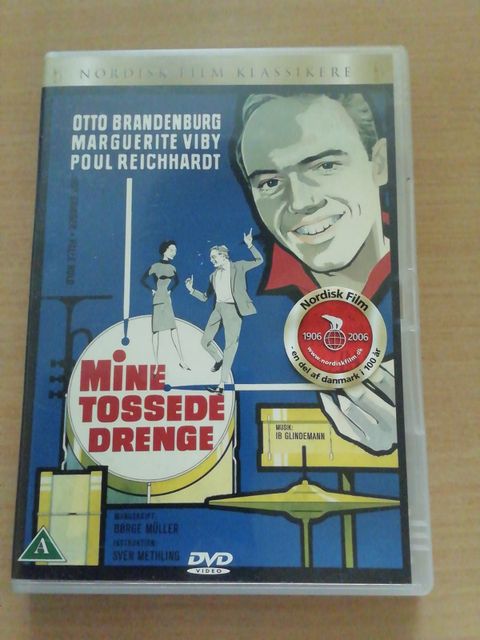 NORDISK FILM KLASSIKERE
OTTO BRANDENBURG
MARGUERITE VIBY
POUL REICHHARDT
Nordisk Film
1906 2006
www.nordiskfilm.dk
- en del af danmark i 100 år
MINE
TOSSEDE
DRENGE
MUSIK:
IB GLINDEMANN
MANUSKRIPT:
BØRGE MÜLLER
INSTRUKTION:
SVEN METHLING
A
DVD
VIDEO